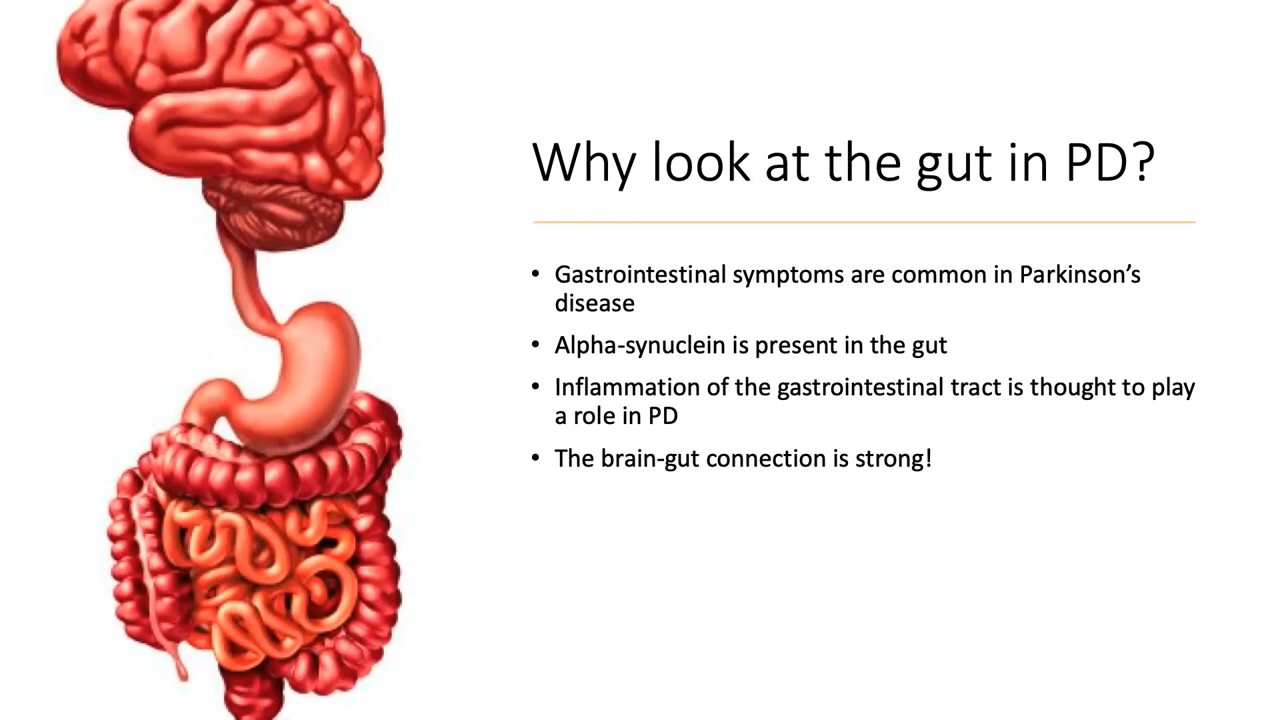 Why look at the gut in PD?
• Gastrointestinal symptoms are common in Parkinson’s
disease
• Alpha-synuclein is present in the gut
• Inflammation of the gastrointestinal tract is thought to play
a role in PD
• The brain-gut connection is strong!